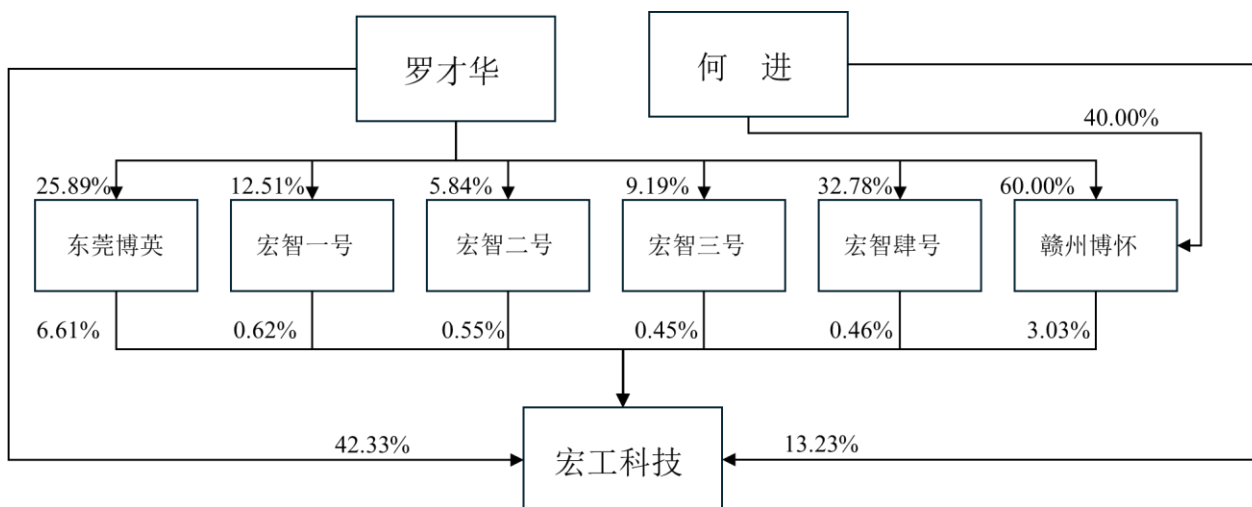 罗才华
何 进
40.00%
25.89%
12.51%
5.84%
9.19%
32.78%
60.00%
东莞博英
宏智一号
宏智二号
宏智三号
宏智肆号
赣州博怀
6.61%
0.62%
0.55%
0.45%
0.46%
3.03%
42.33%
宏工科技
13.23%